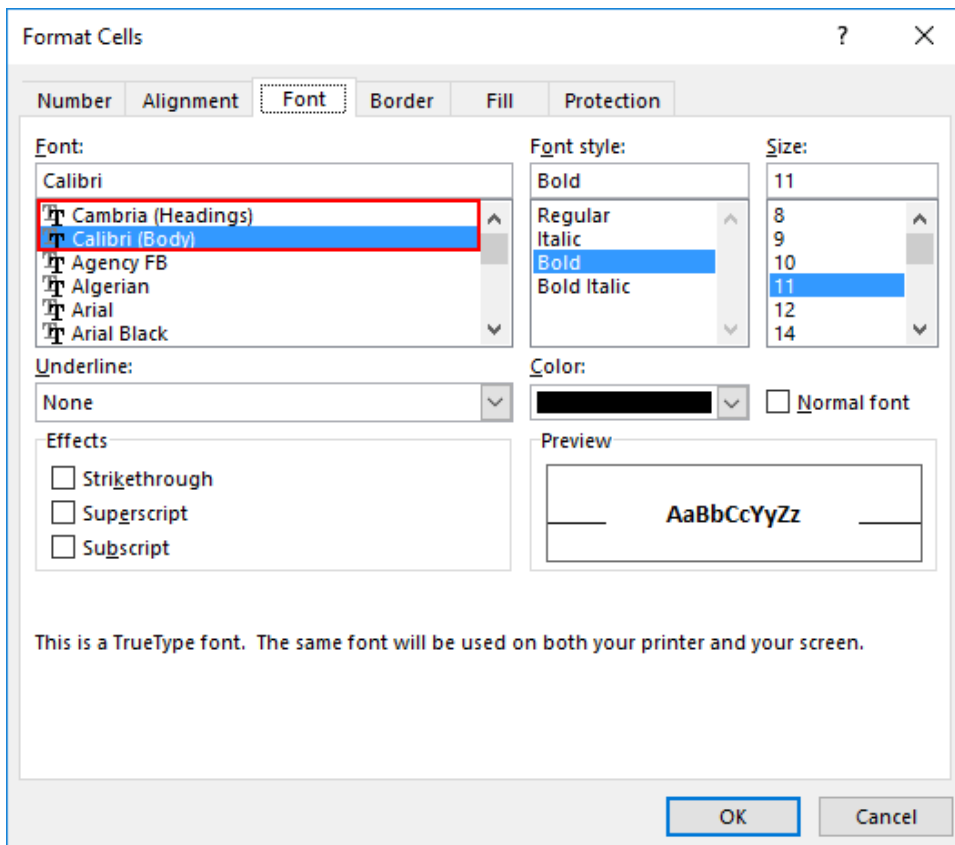 Format Cells ?
Number Alignment Font Border Fill Protection
Font: Font style: Size:
Calibri Bold 11
Cambria (Headings) Regular 8
Calibri (Body) Italic 9
Agency FB Bold 10
Algerian Bold Italic 11
Arial 12
Arial Black 14
Underline: Color:
None Normal font
Effects Preview
Strikethrough
Superscript AaBbCcYyZz
Subscript
This is a TrueType font.  The same font will be used on both your printer and your screen.
OK Cancel